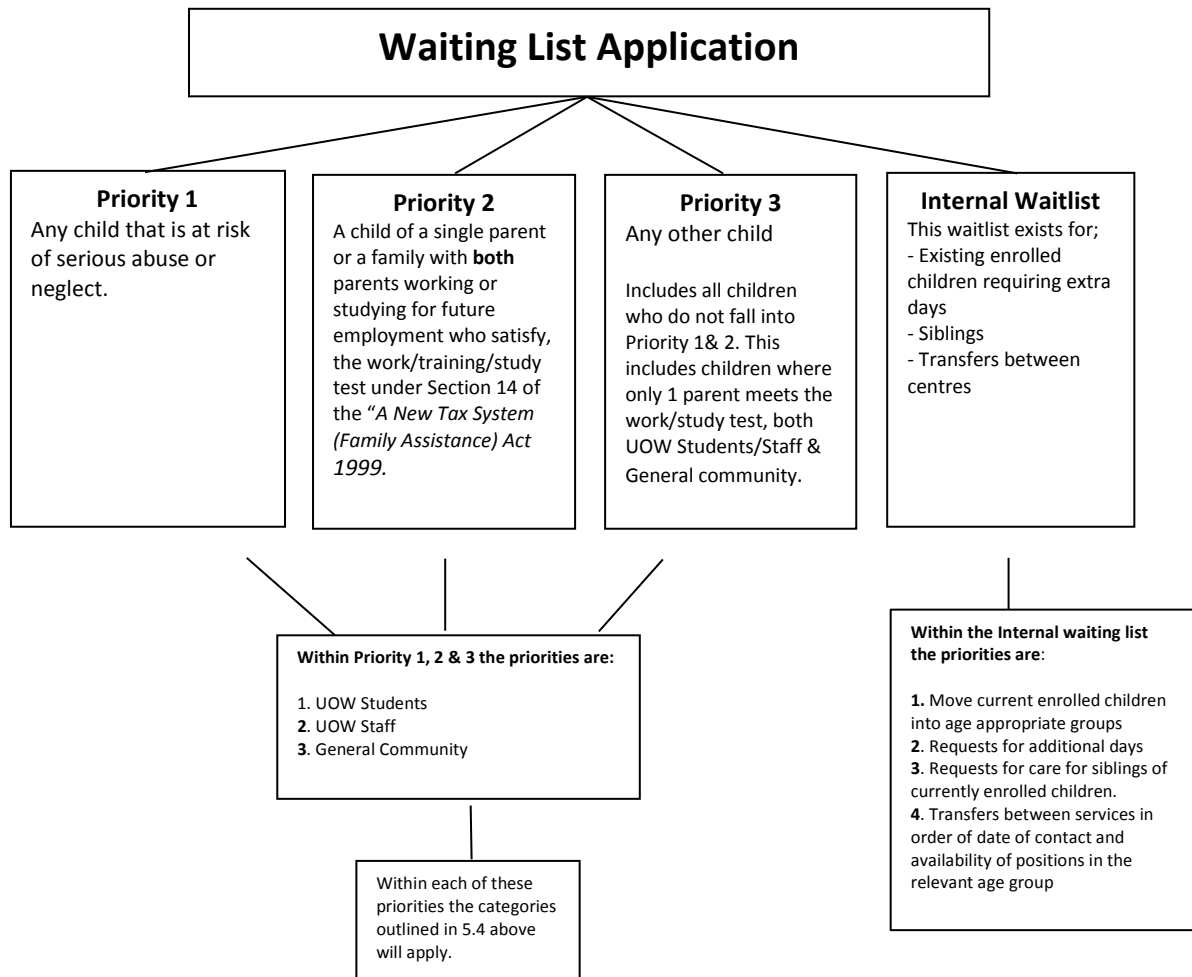 Waiting List Application
Priority 1
Any child that is at risk
of serious abuse or
neglect.
Priority 2
A child of a single parent
or a family with both
parents working or
studying for future
employment who satisfy,
the work/training/study
test under Section 14 of
the “A New Tax System
(Family Assistance) Act
1999.
Priority 3
Any other child
Includes all children
who do not fall into
Priority 1& 2. This
includes children where
only 1 parent meets the
work/study test, both
UOW Students/Staff &
General community.
Internal Waitlist
This waitlist exists for;
- Existing enrolled
children requiring extra
days
- Siblings
- Transfers between
centres
Within Priority 1, 2 & 3 the priorities are:
1. UOW Students
2. UOW Staff
3. General Community
Within each of these
priorities the categories
outlined in 5.4 above
will apply.
Within the Internal waiting list
the priorities are:
1. Move current enrolled children
into age appropriate groups
2. Requests for additional days
3. Requests for care for siblings of
currently enrolled children.
4. Transfers between services in
order of date of contact and
availability of positions in the
relevant age group